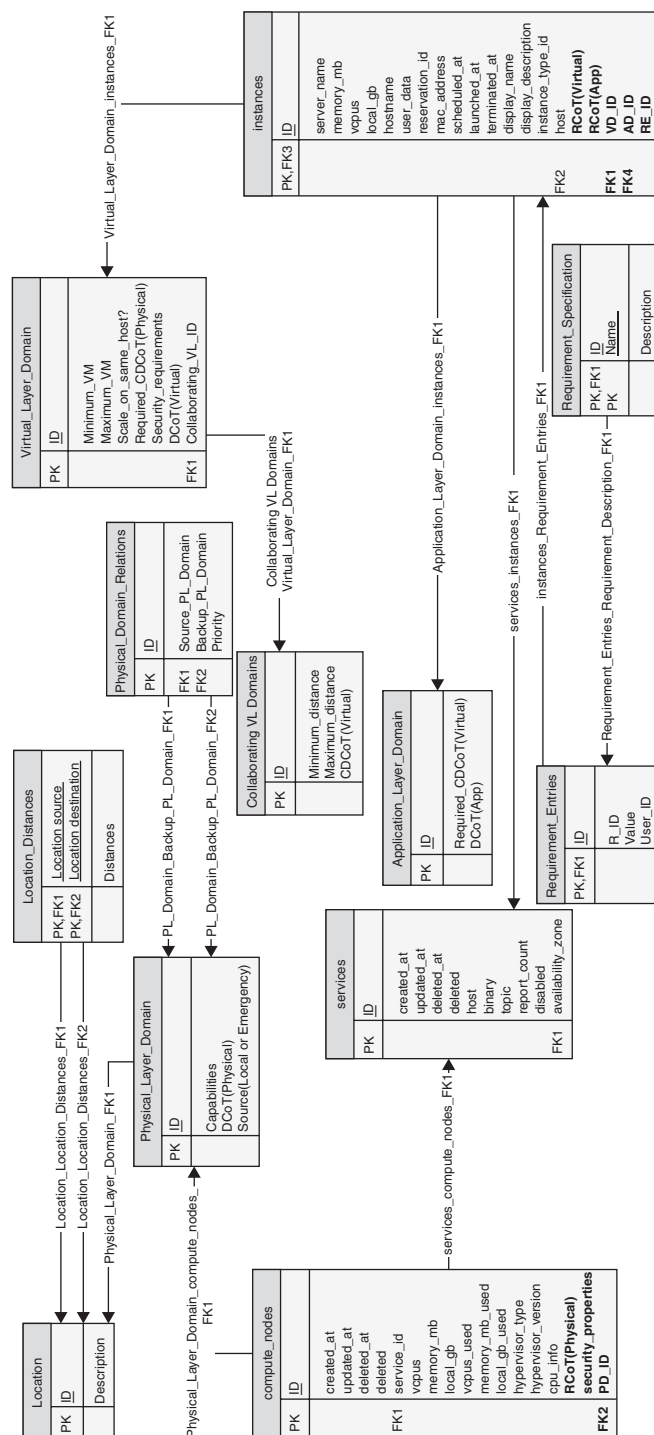 Location
PK ID
Description
Location_Location_Distances_FK1
Location_Location_Distances_FK2
Location_Distances
PK,FK1 Location source
PK,FK2 Location destination
Distances
Physical_Layer_Domain_FK1
Physical_Layer_Domain
PK ID
Capabilities
DCoT(Physical)
Source(Local or Emergency)
PL_Domain_Backup_PL_Domain_FK1
PL_Domain_Backup_PL_Domain_FK2
Physical_Domain_Relations
PK ID
FK1 Source_PL_Domain
FK2 Backup_PL_Domain
Priority
Virtual_Layer_Domain
PK ID
Minimum_VM
Maximum_VM
Scale_on_same_host?
Required_CDCoT(Physical)
Security_requirements
DCoT(Virtual)
FK1 Collaborating_VL_ID
Virtual_Layer_Domain_instances_FK1
Collaborating VL Domains
Virtual_Layer_Domain_FK1
Collaborating VL Domains
PK ID
Minimum_distance
Maximum_distance
CDCoT(Virtual)
Physical_Layer_Domain_compute_nodes_
FK1
compute_nodes
PK ID
created_at
updated_at
deleted_at
deleted
FK1 service_id
vcpus
memory_mb
local_gb
vcpus_used
memory_mb_used
local_gb_used
hypervisor_type
hypervisor_version
cpu_info
RCoT(Physical)
security_properties
FK2 PD_ID
services_compute_nodes_FK1
services
PK ID
created_at
updated_at
deleted_at
deleted
host
binary
topic
report_count
disabled
FK1 availability_zone
Application_Layer_Domain
PK ID
Required_CDCoT(Virtual)
DCoT(App)
Application_Layer_Domain_instances_FK1
services_instances_FK1
instances_Requirement_Entries_FK1
Requirement_Entries
PK,FK1 ID
R_ID
Value
User_ID
Requirement_Entries_Requirement_Description_FK1
Requirement_Specification
PK,FK1 ID
PK Name
Description
instances
PK,FK3 ID
server_name
memory_mb
vcpus
local_gb
hostname
user_data
reservation_id
mac_address
scheduled_at
launched_at
terminated_at
display_name
display_description
instance_type_id
FK2 host
RCoT(Virtual)
RCoT(App)
FK1 VD_ID
FK4 AD_ID
RE_ID